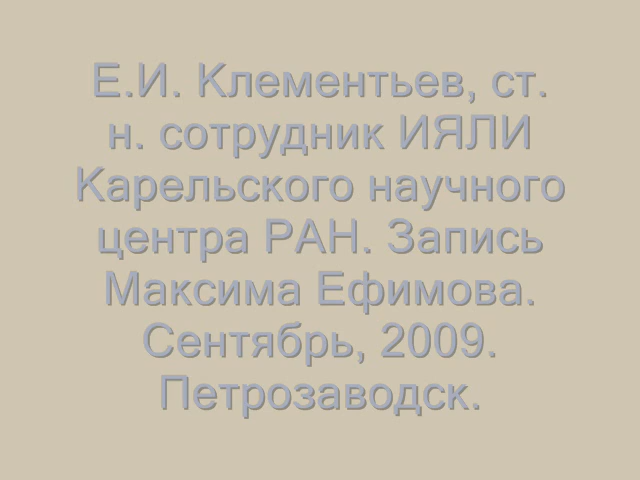 Е.И. Клементьев, ст.
н. сотрудник ИЯЛИ
Карельского научного
центра РАН. Запись
Максима Ефимова.
Сентябрь, 2009.
Петрозаводск.